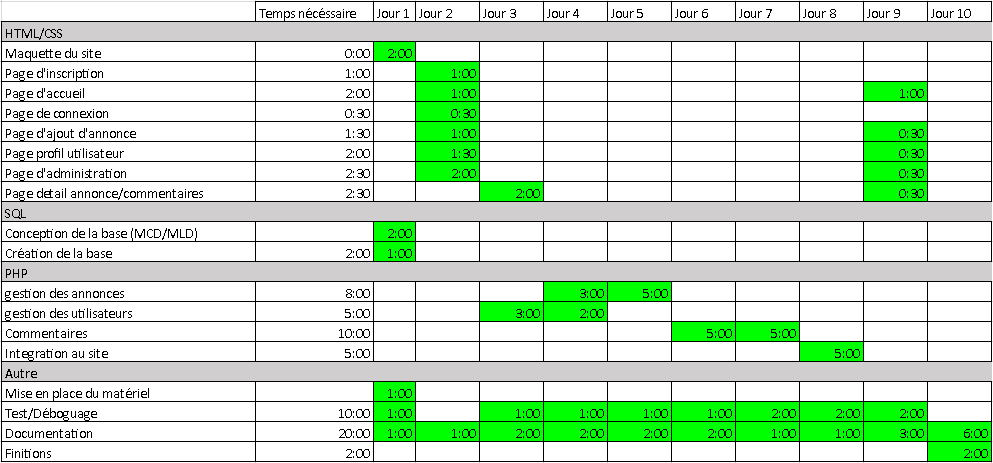 Temps nécéssaire Jour 1 Jour 2 Jour 3 Jour 4 Jour 5 Jour 6 Jour 7 Jour 8 Jour 9 Jour 10
HTML/CSS
Maquette du site 0:00 2:00
Page d'inscription 1:00 1:00
Page d'accueil 2:00 1:00 1:00
Page de connexion 0:30 0:30
Page d'ajout d'annonce 1:30 1:00 0:30
Page profil utilisateur 2:00 1:30 0:30
Page d'administration 2:30 2:00 0:30
Page detail annonce/commentaires 2:30 2:00 0:30
SQL
Conception de la base (MCD/MLD) 2:00
Création de la base 2:00 1:00
PHP
gestion des annonces 8:00 3:00 5:00
gestion des utilisateurs 5:00 3:00 2:00
Commentaires 10:00 5:00 5:00
Integration au site 5:00 5:00
Autre
Mise en place du matériel 1:00
Test/Déboguage 10:00 1:00 1:00 1:00 1:00 1:00 2:00 2:00 2:00
Documentation 20:00 1:00 1:00 2:00 2:00 2:00 2:00 1:00 1:00 3:00 6:00
Finitions 2:00 2:00